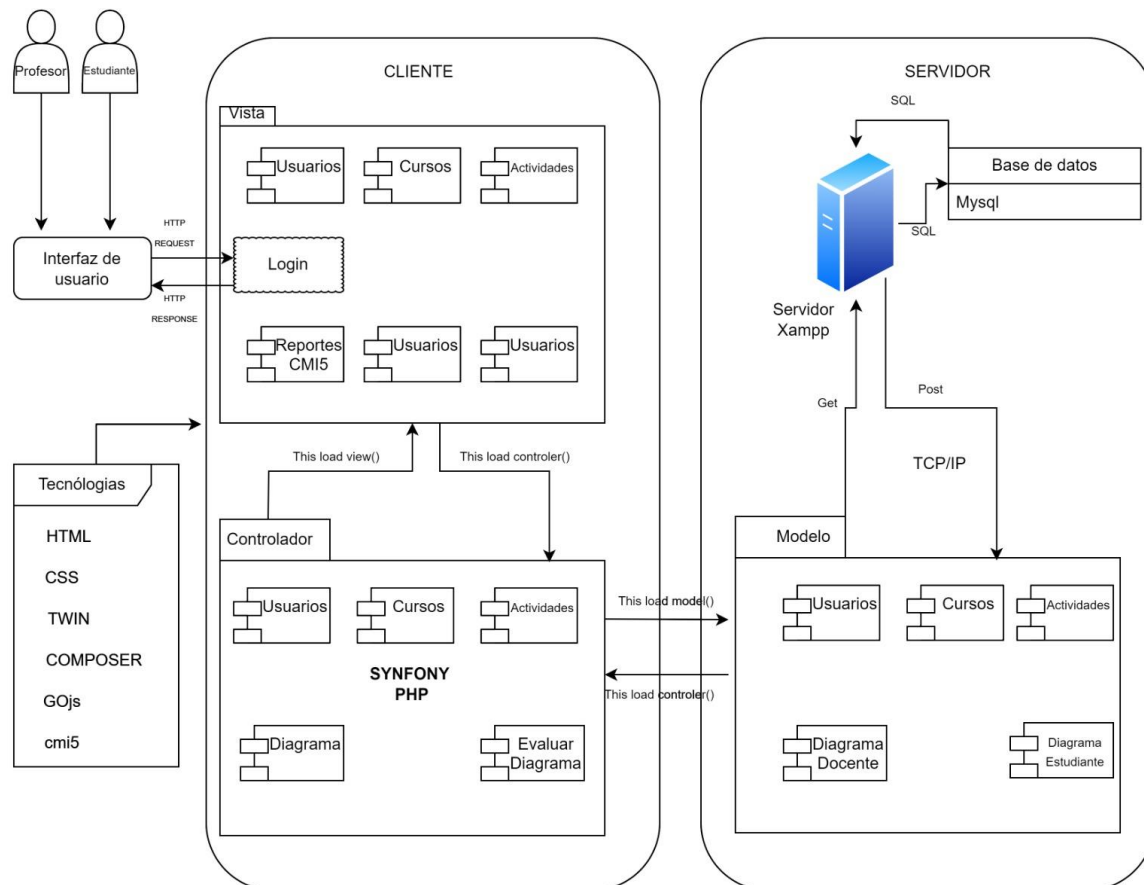 Profesor
Estudiante
Interfaz de
usuario
HTTP
REQUEST
HTTP
RESPONSE
Tecnólogias
HTML
CSS
TWIN
COMPOSER
GOjs
cmi5
CLIENTE
Vista
Usuarios
Cursos
Actividades
Login
Reportes
CMI5
Usuarios
Usuarios
This load view()
This load controler()
Controlador
Usuarios
Cursos
Actividades
SYNFONY
PHP
Diagrama
Evaluar
Diagrama
This load model()
This load controler()
SERVIDOR
SQL
Base de datos
Mysql
SQL
Servidor
Xampp
Get
Post
TCP/IP
Modelo
Usuarios
Cursos
Actividades
Diagrama
Docente
Diagrama
Estudiante